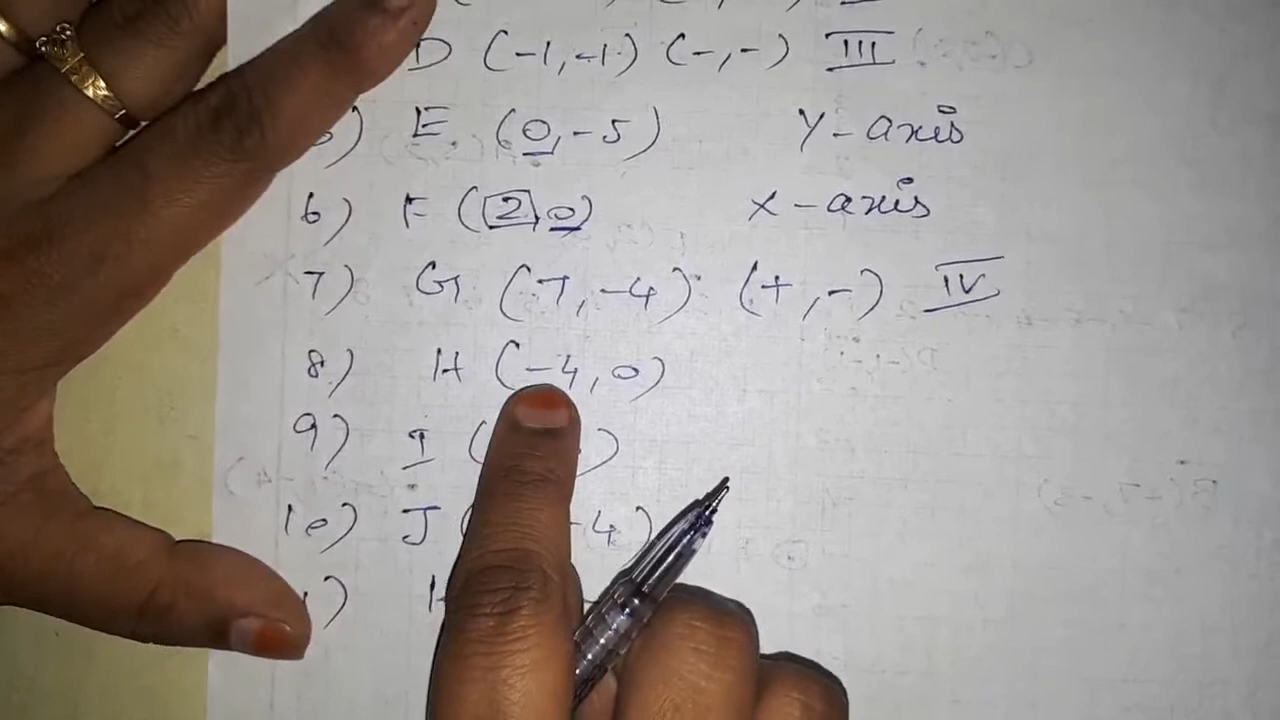 D (-1,-1) (-,-) III
) E. (0,-5) Y-axis
6) F (2,0) X-axis
7) G (7,-4) (+,-) IV
8) H (-4,0)
9) I ( )
10) J ( -4)
)